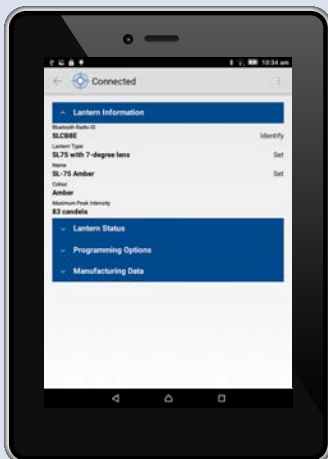 10:34 am
Connected
Lantern Information
Bluetooth Radio ID
SLCB8E Identify
Lantern Type
SL75 with 7-degree lens Set
Name
SL-75 Amber Set
Colour
Amber
Maximum Peak Intensity
83 candela
Lantern Status
Programming Options
Manufacturing Data